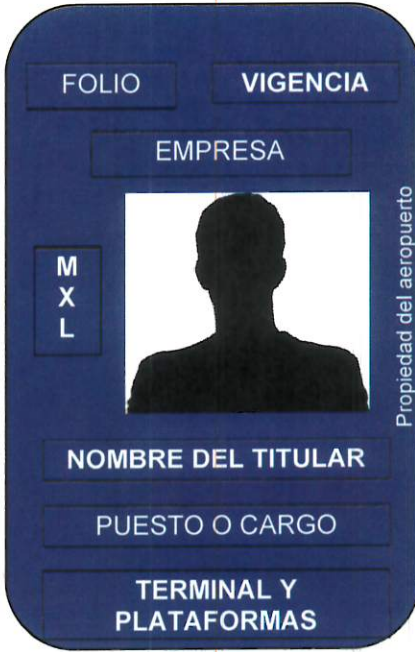 FOLIO
VIGENCIA
EMPRESA
M
X
L
Propiedad del aeropuerto
NOMBRE DEL TITULAR
PUESTO O CARGO
TERMINAL Y
PLATAFORMAS